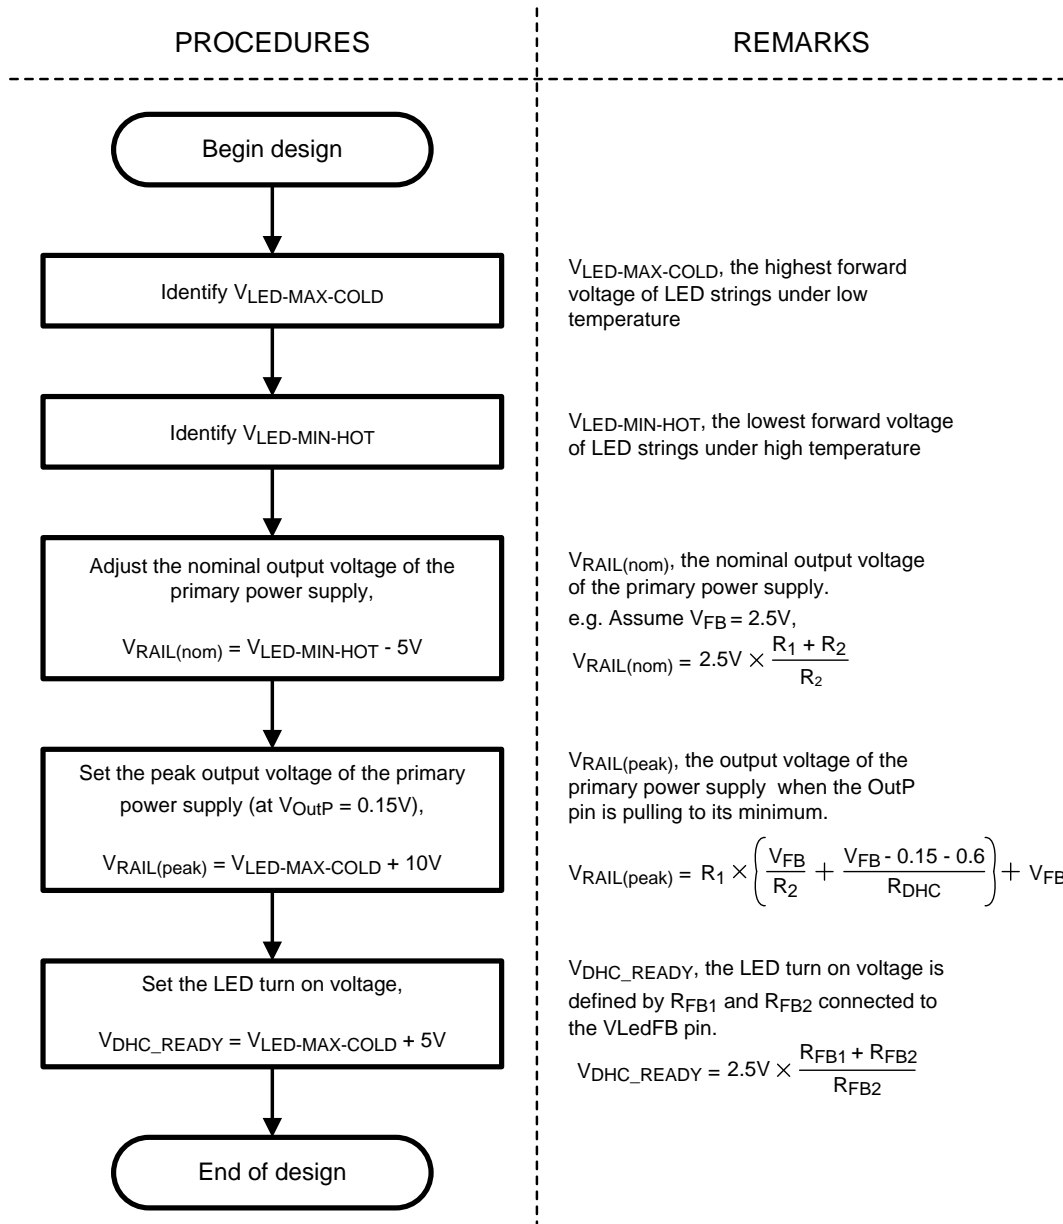 PROCEDURES
REMARKS
Begin design
Identify VLED-MAX-COLD
VLED-MAX-COLD, the highest forward
voltage of LED strings under low
temperature
Identify VLED-MIN-HOT
VLED-MIN-HOT, the lowest forward voltage
of LED strings under high temperature
Adjust the nominal output voltage of the
primary power supply,
VRAIL(nom) = VLED-MIN-HOT - 5V
VRAIL(nom), the nominal output voltage
of the primary power supply.
e.g. Assume VFB = 2.5V,
VRAIL(nom) = 2.5V × (R1 + R2) / R2
Set the peak output voltage of the primary
power supply (at VOutP = 0.15V),
VRAIL(peak) = VLED-MAX-COLD + 10V
VRAIL(peak), the output voltage of the
primary power supply when the OutP
pin is pulling to its minimum.
VRAIL(peak) = R1 × (VFB / R2 + (VFB - 0.15 - 0.6) / RDHC) + VFB
Set the LED turn on voltage,
VDHC_READY = VLED-MAX-COLD + 5V
VDHC_READY, the LED turn on voltage is
defined by RFB1 and RFB2 connected to
the VLedFB pin.
VDHC_READY = 2.5V × (RFB1 + RFB2) / RFB2
End of design